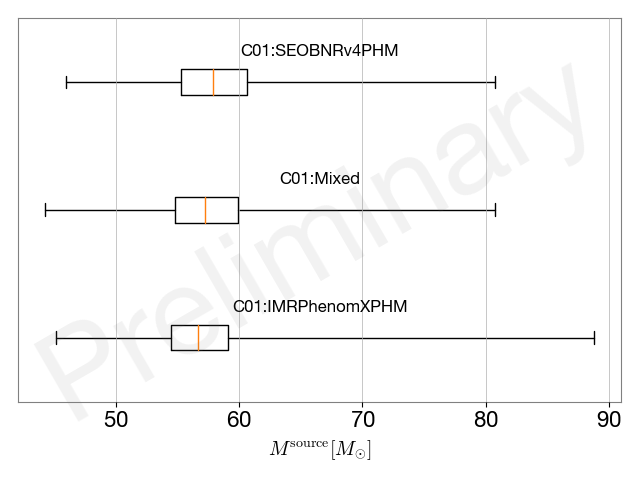 C01:SEOBNRv4PHM
C01:Mixed
C01:IMRPhenomXPHM
Preliminary
50 60 70 80 90
M^source [M_⊙]